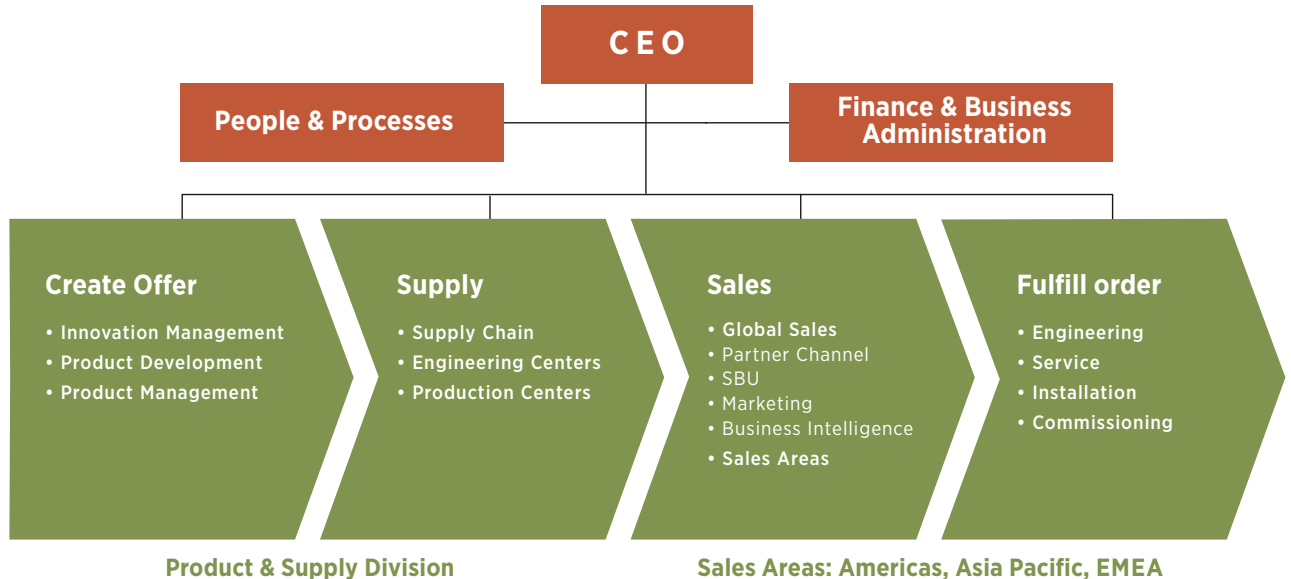 CEO
People & Processes
Finance & Business
Administration
Create Offer
• Innovation Management
• Product Development
• Product Management
Supply
• Supply Chain
• Engineering Centers
• Production Centers
Sales
• Global Sales
• Partner Channel
• SBU
• Marketing
• Business Intelligence
• Sales Areas
Fulfill order
• Engineering
• Service
• Installation
• Commissioning
Product & Supply Division
Sales Areas: Americas, Asia Pacific, EMEA